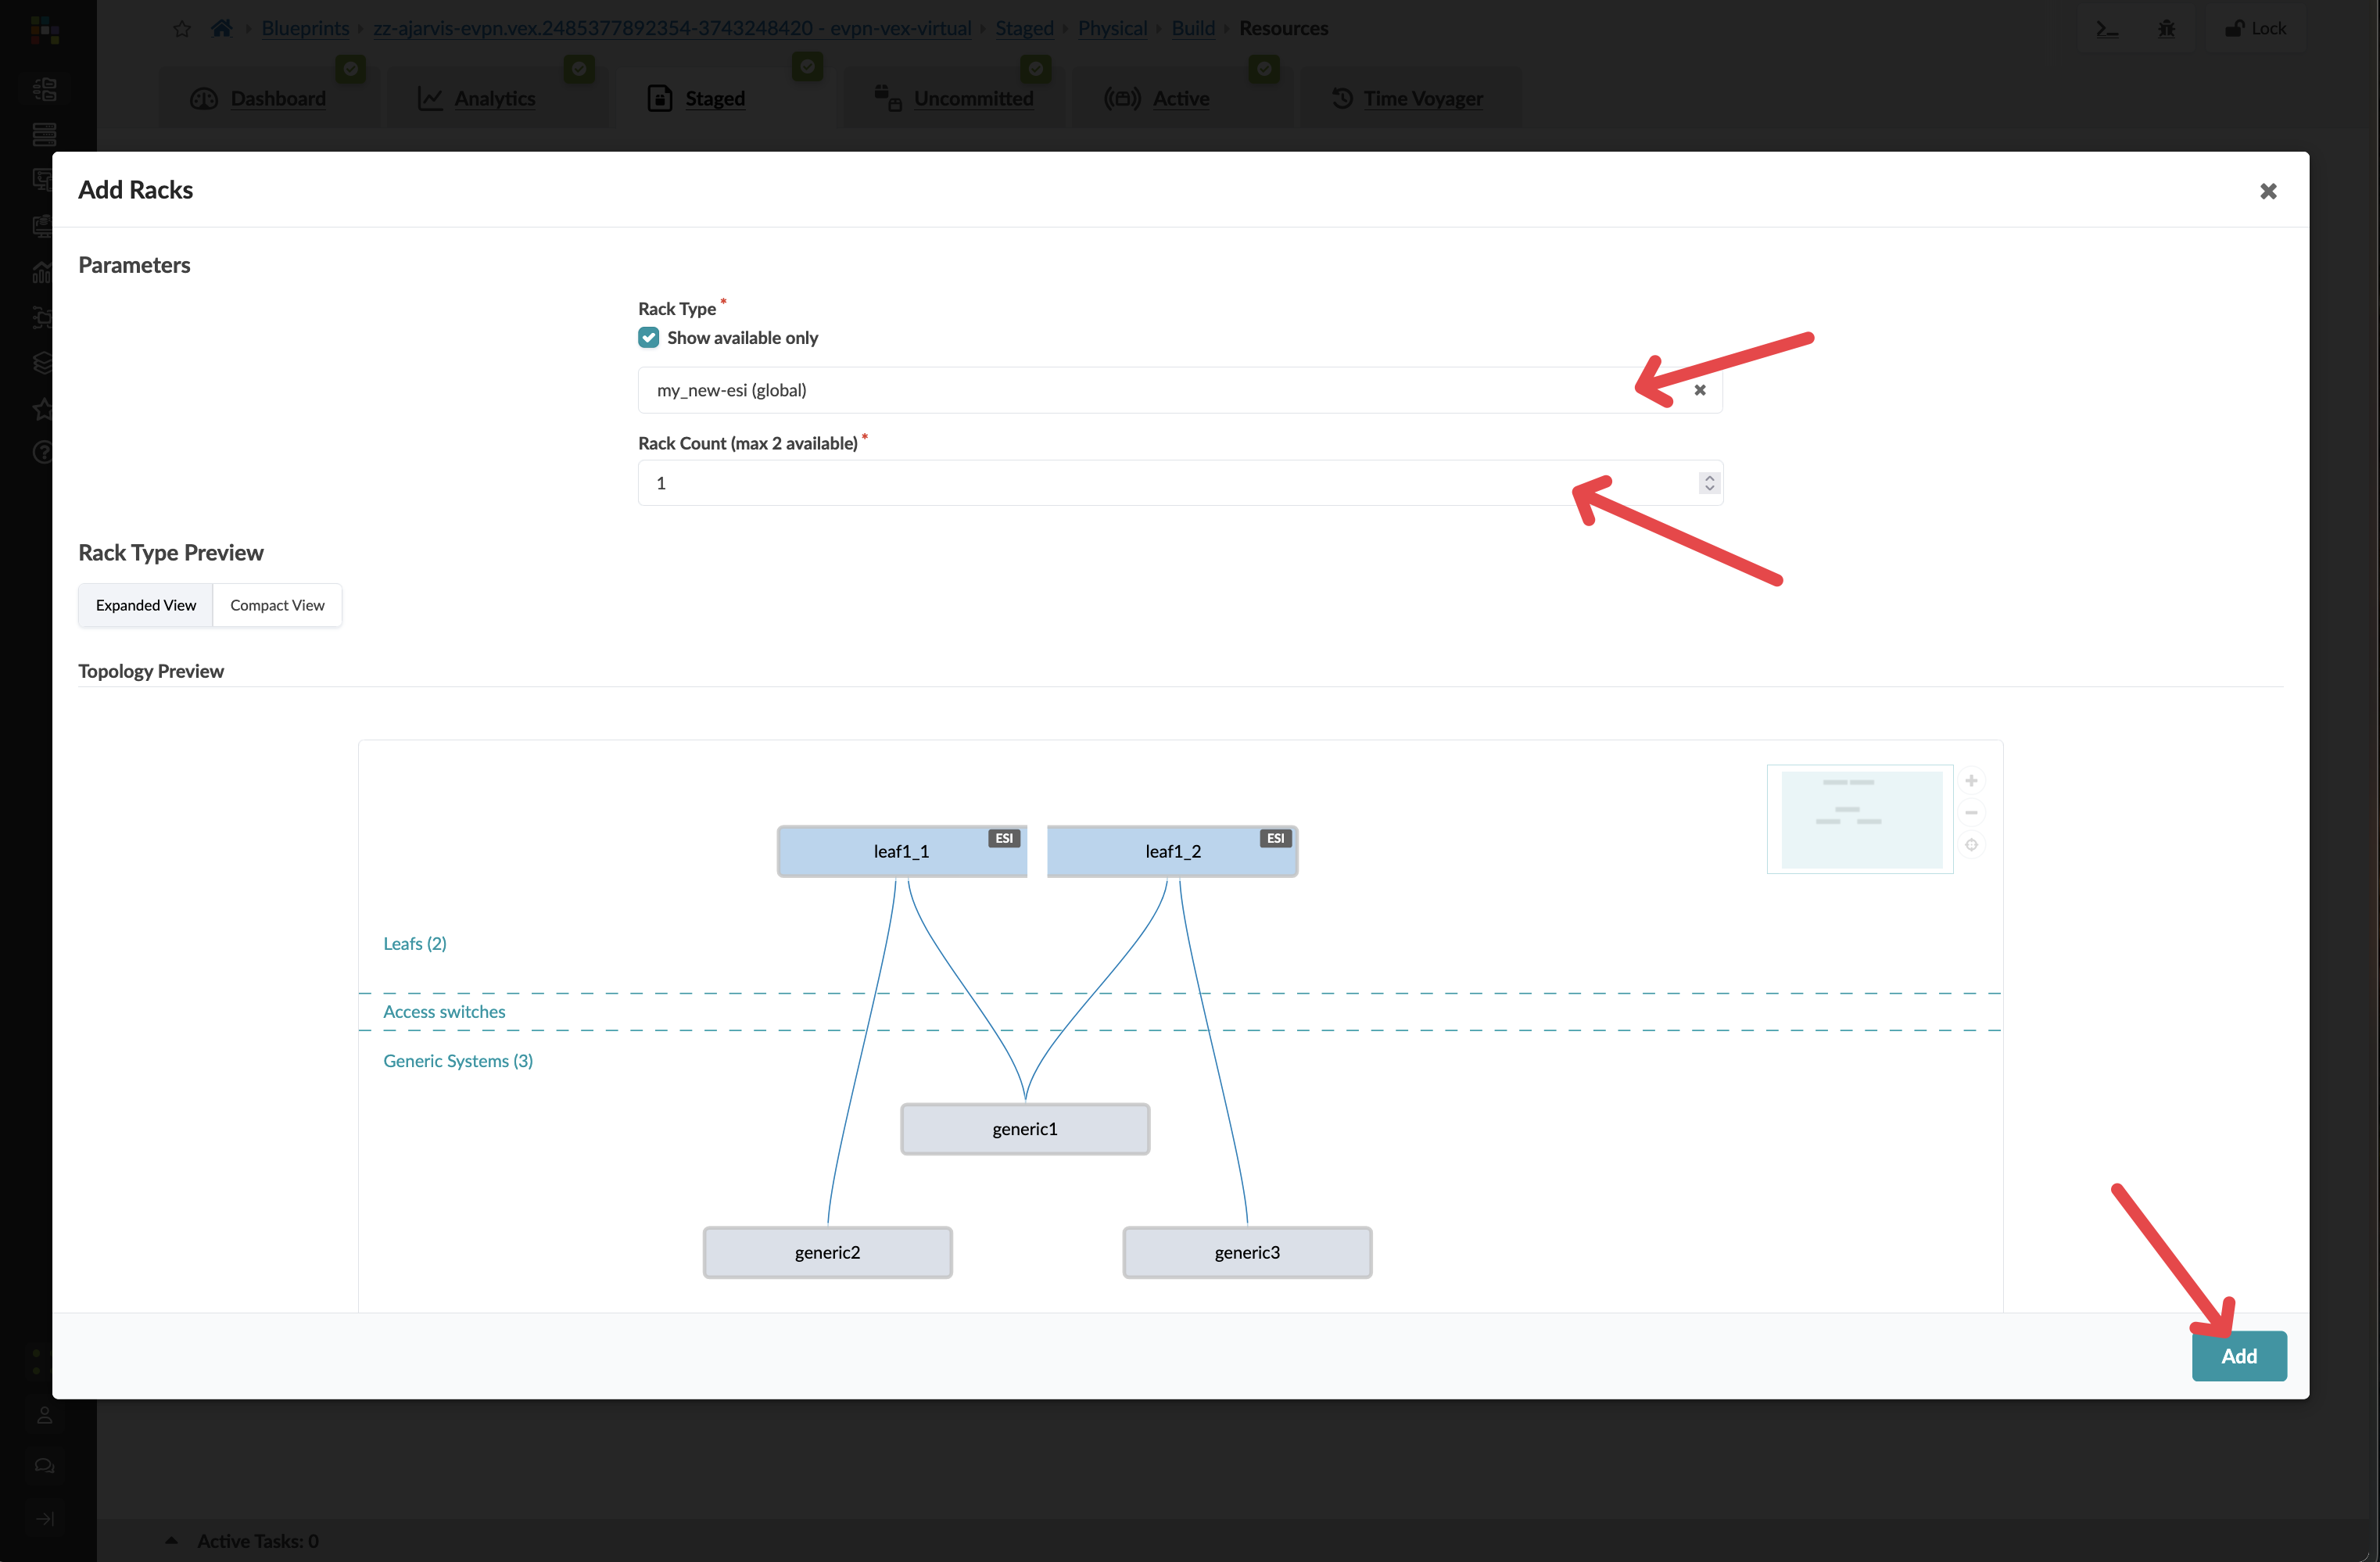 Blueprints zz-ajarvis-evpn.vex.2485377892354-3743248420 - evpn-vex-virtual Staged Physical Build Resources
Lock
Dashboard Analytics Staged Uncommitted Active Time Voyager
Add Racks
Parameters
Rack Type *
Show available only
my_new-esi (global)
Rack Count (max 2 available) *
1
Rack Type Preview
Expanded View Compact View
Topology Preview
leaf1_1 ESI leaf1_2 ESI
Leafs (2)
Access switches
Generic Systems (3)
generic1
generic2 generic3
Add
Active Tasks: 0